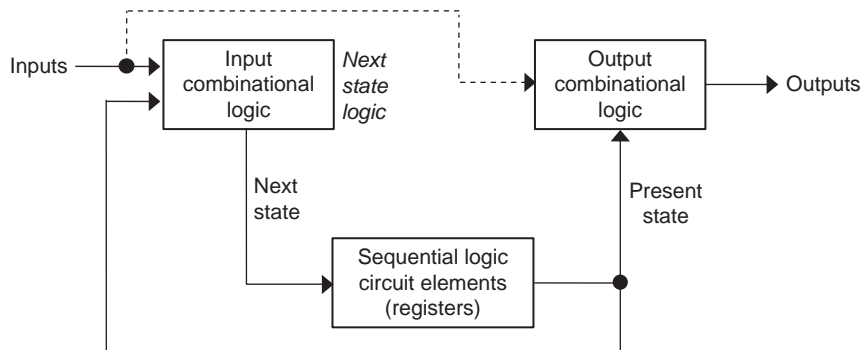 Inputs
Input
combinational
logic
Next
state
logic
Output
combinational
logic
Outputs
Next
state
Present
state
Sequential logic
circuit elements
(registers)